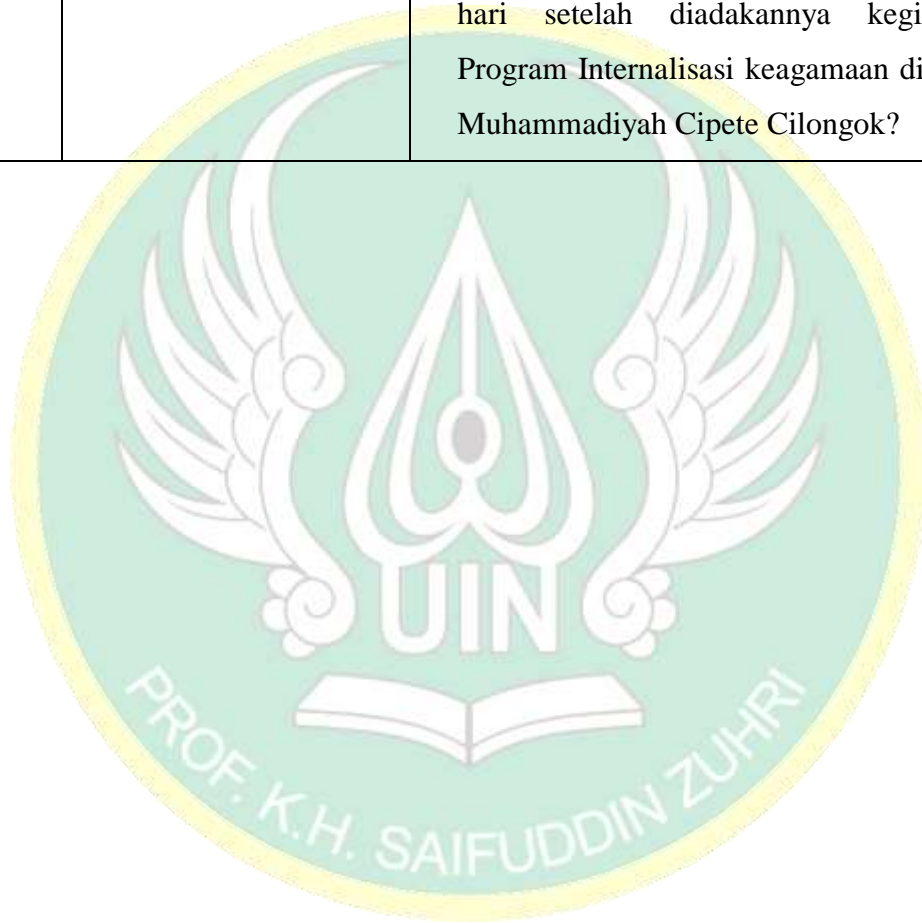 hari setelah diadakannya kegi
Program Internalisasi keagamaan di
Muhammadiyah Cipete Cilongok?
UIN
PROF. K.H. SAIFUDDIN ZUHRI